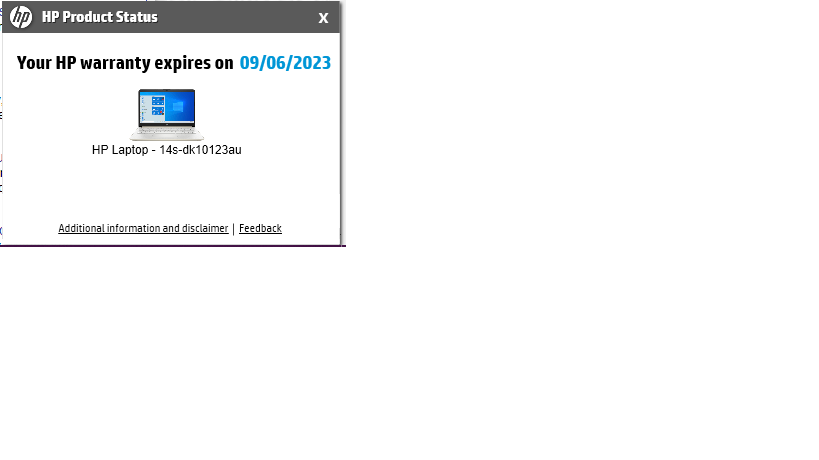 hp HP Product Status X
Your HP warranty expires on 09/06/2023
HP Laptop - 14s-dk10123au
Additional information and disclaimer | Feedback